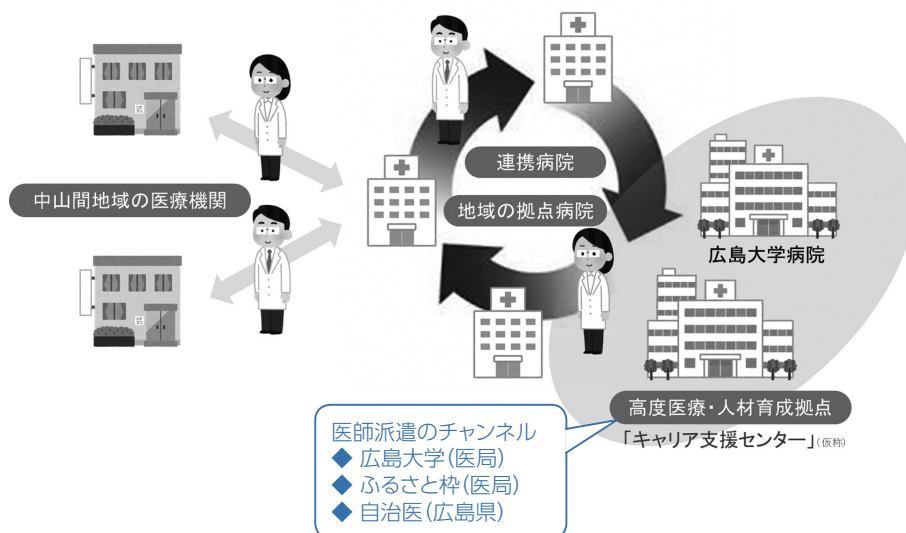 連携病院
中山間地域の医療機関
地域の拠点病院
広島大学病院
高度医療・人材育成拠点
「キャリア支援センター」(仮称)
医師派遣のチャンネル
◆ 広島大学(医局)
◆ ふるさと枠(医局)
◆ 自治医(広島県)